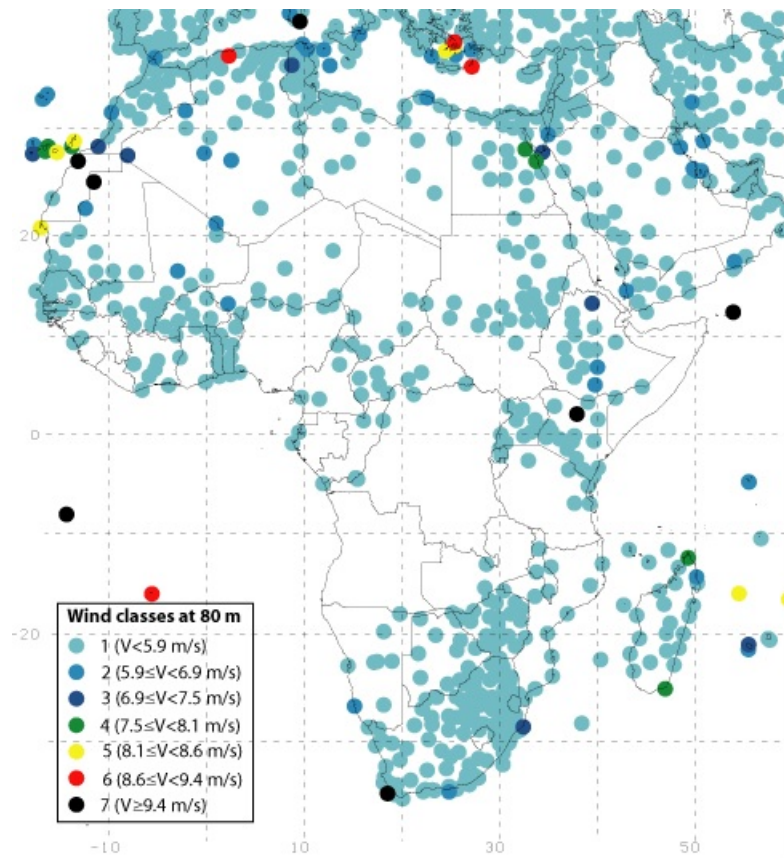 20
0
-20
Wind classes at 80 m
1 (V<5.9 m/s)
2 (5.9≤V<6.9 m/s)
3 (6.9≤V<7.5 m/s)
4 (7.5≤V<8.1 m/s)
5 (8.1≤V<8.6 m/s)
6 (8.6≤V<9.4 m/s)
7 (V≥9.4 m/s)
-10 10 30 50